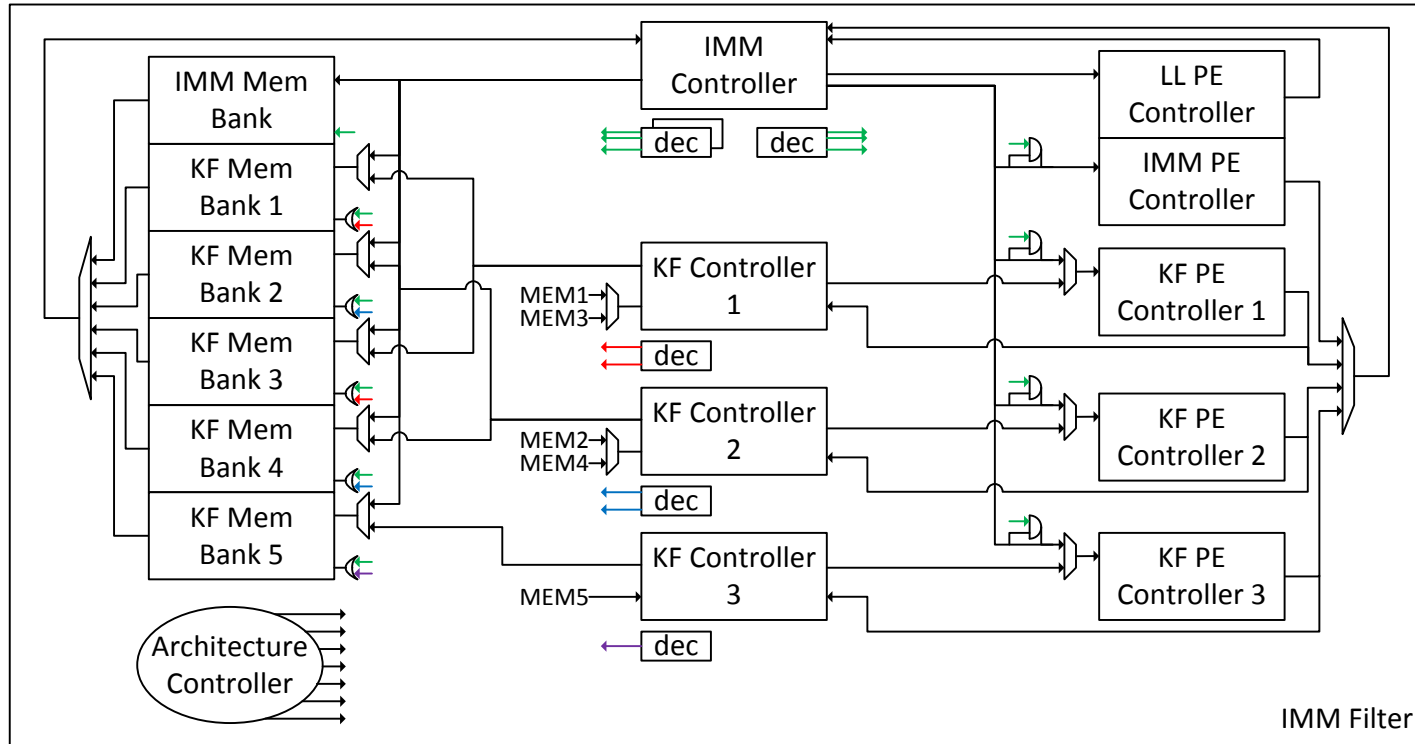 IMM
Controller
IMM Mem
Bank
LL PE
Controller
dec
dec
KF Mem
Bank 1
IMM PE
Controller
KF Mem
Bank 2
KF Controller
1
MEM1
MEM3
KF PE
Controller 1
dec
KF Mem
Bank 3
KF Controller
2
MEM2
MEM4
KF PE
Controller 2
KF Mem
Bank 4
dec
KF Mem
Bank 5
KF Controller
3
MEM5
KF PE
Controller 3
dec
Architecture
Controller
IMM Filter